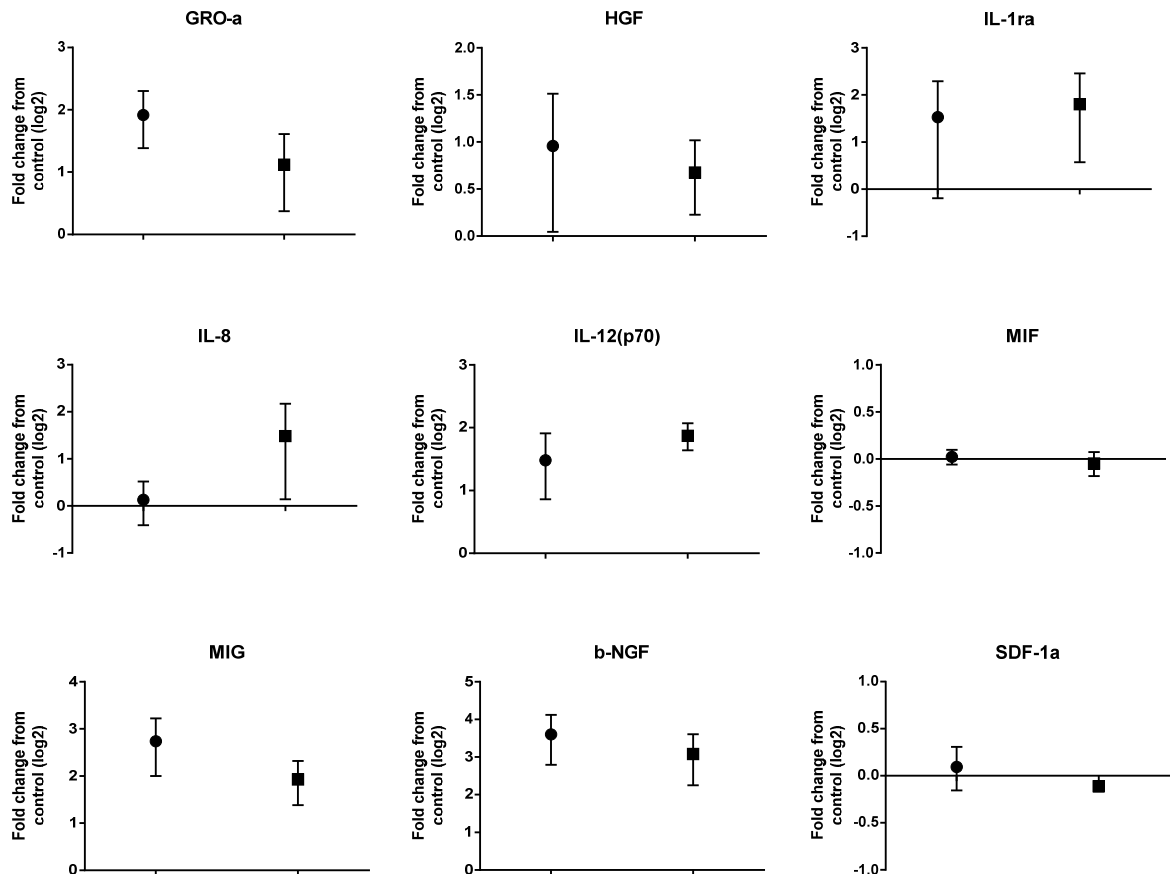 GRO-a
Fold change from
control (log2)
3
2
1
0
HGF
Fold change from
control (log2)
2.0
1.5
1.0
0.5
0.0
IL-1ra
Fold change from
control (log2)
3
2
1
0
-1
IL-8
Fold change from
control (log2)
3
2
1
0
-1
IL-12(p70)
Fold change from
control (log2)
3
2
1
0
MIF
Fold change from
control (log2)
1.0
0.5
0.0
-0.5
-1.0
MIG
Fold change from
control (log2)
4
3
2
1
0
b-NGF
Fold change from
control (log2)
5
4
3
2
1
0
SDF-1a
Fold change from
control (log2)
1.0
0.5
0.0
-0.5
-1.0